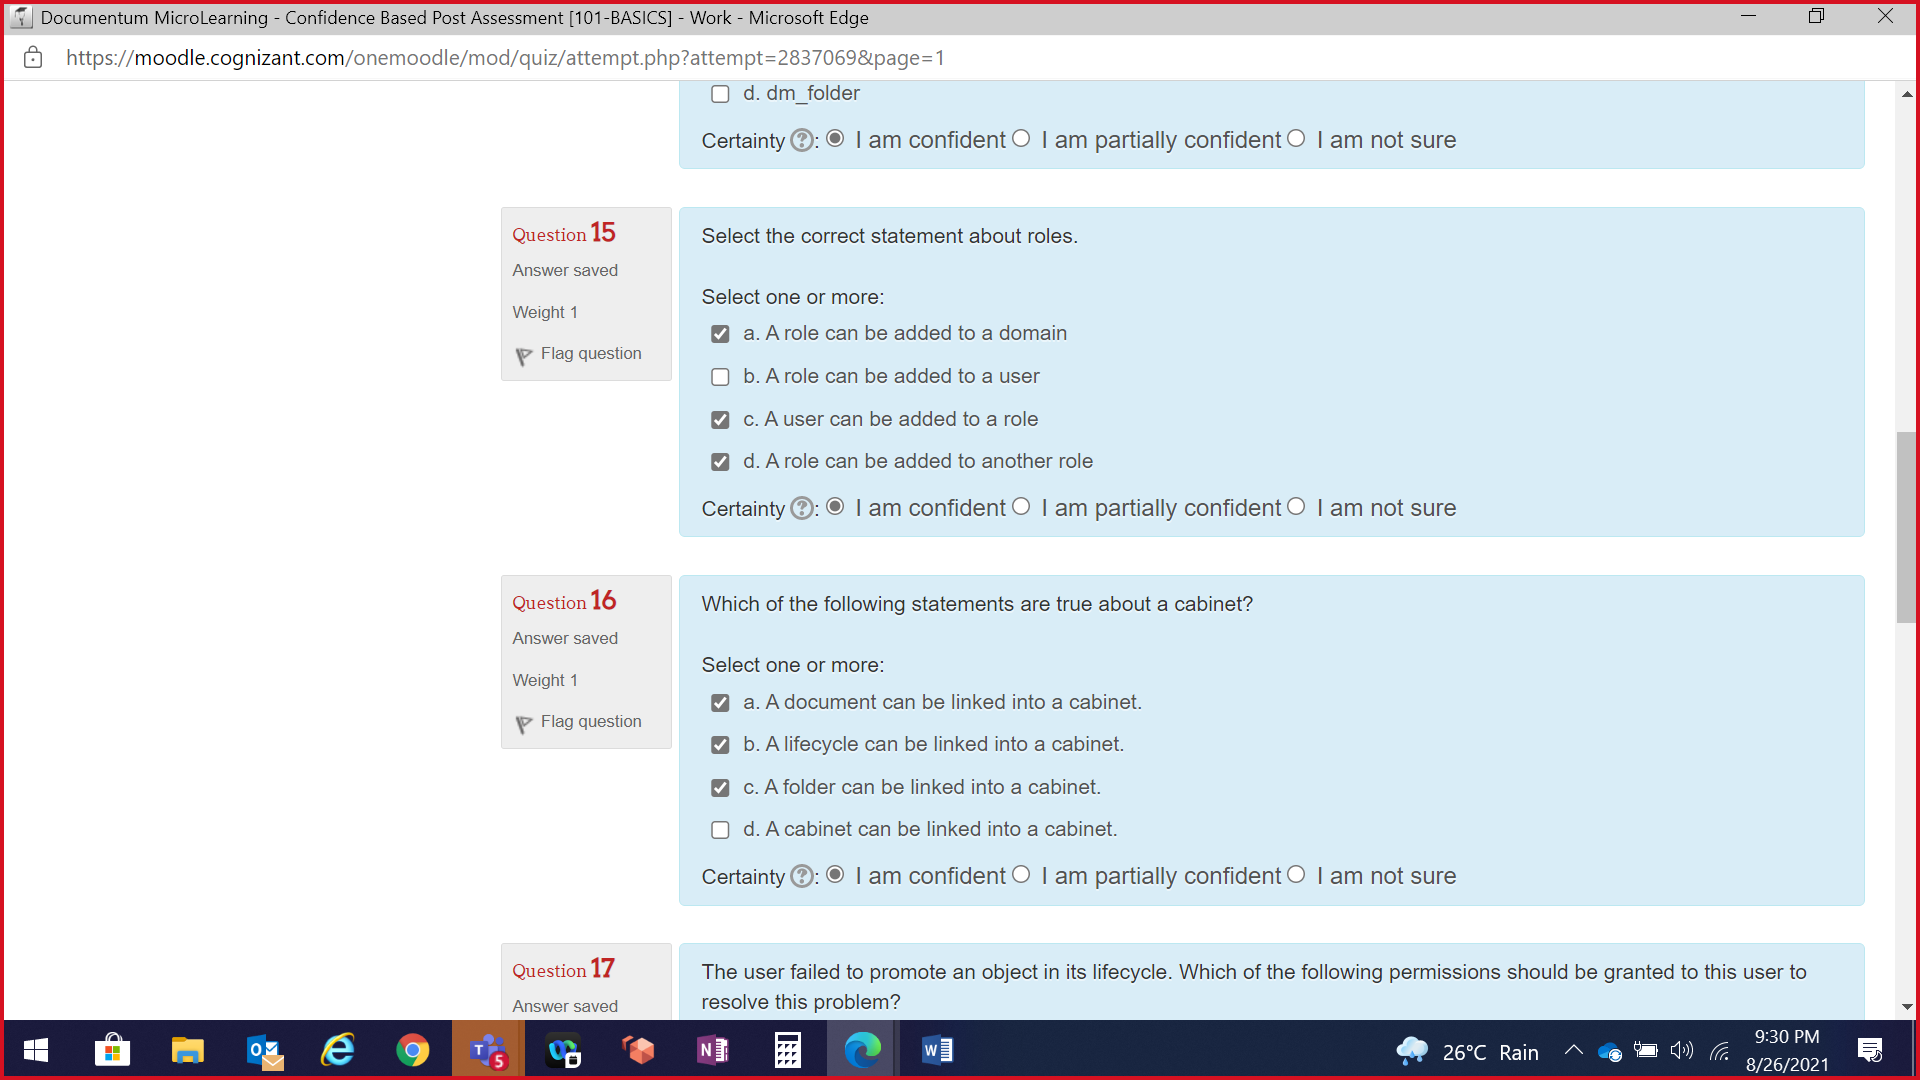 Documentum MicroLearning - Confidence Based Post Assessment [101-BASICS] - Work - Microsoft Edge
https://moodle.cognizant.com/onemoodle/mod/quiz/attempt.php?attempt=2837069&page=1
d. dm_folder
Certainty ?: I am confident I am partially confident I am not sure
Question 15
Answer saved
Weight 1
Flag question
Select the correct statement about roles.
Select one or more:
a. A role can be added to a domain
b. A role can be added to a user
c. A user can be added to a role
d. A role can be added to another role
Certainty ?: I am confident I am partially confident I am not sure
Question 16
Answer saved
Weight 1
Flag question
Which of the following statements are true about a cabinet?
Select one or more:
a. A document can be linked into a cabinet.
b. A lifecycle can be linked into a cabinet.
c. A folder can be linked into a cabinet.
d. A cabinet can be linked into a cabinet.
Certainty ?: I am confident I am partially confident I am not sure
Question 17
Answer saved
The user failed to promote an object in its lifecycle. Which of the following permissions should be granted to this user to
resolve this problem?
26°C Rain
9:30 PM
8/26/2021
5